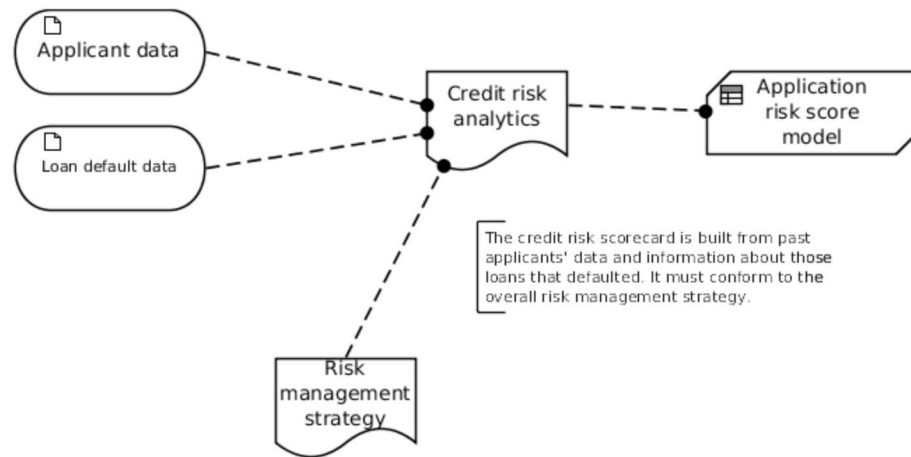 Applicant data
Loan default data
Credit risk
analytics
Application
risk score
model
The credit risk scorecard is built from past
applicants' data and information about those
loans that defaulted. It must conform to the
overall risk management strategy.
Risk
management
strategy